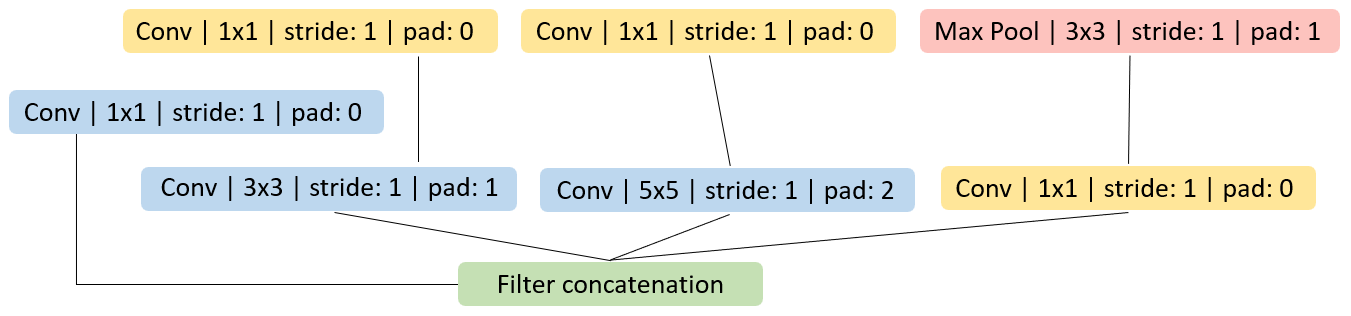 Conv | 1x1 | stride: 1 | pad: 0
Conv | 1x1 | stride: 1 | pad: 0
Max Pool | 3x3 | stride: 1 | pad: 1
Conv | 1x1 | stride: 1 | pad: 0
Conv | 3x3 | stride: 1 | pad: 1
Conv | 5x5 | stride: 1 | pad: 2
Conv | 1x1 | stride: 1 | pad: 0
Filter concatenation